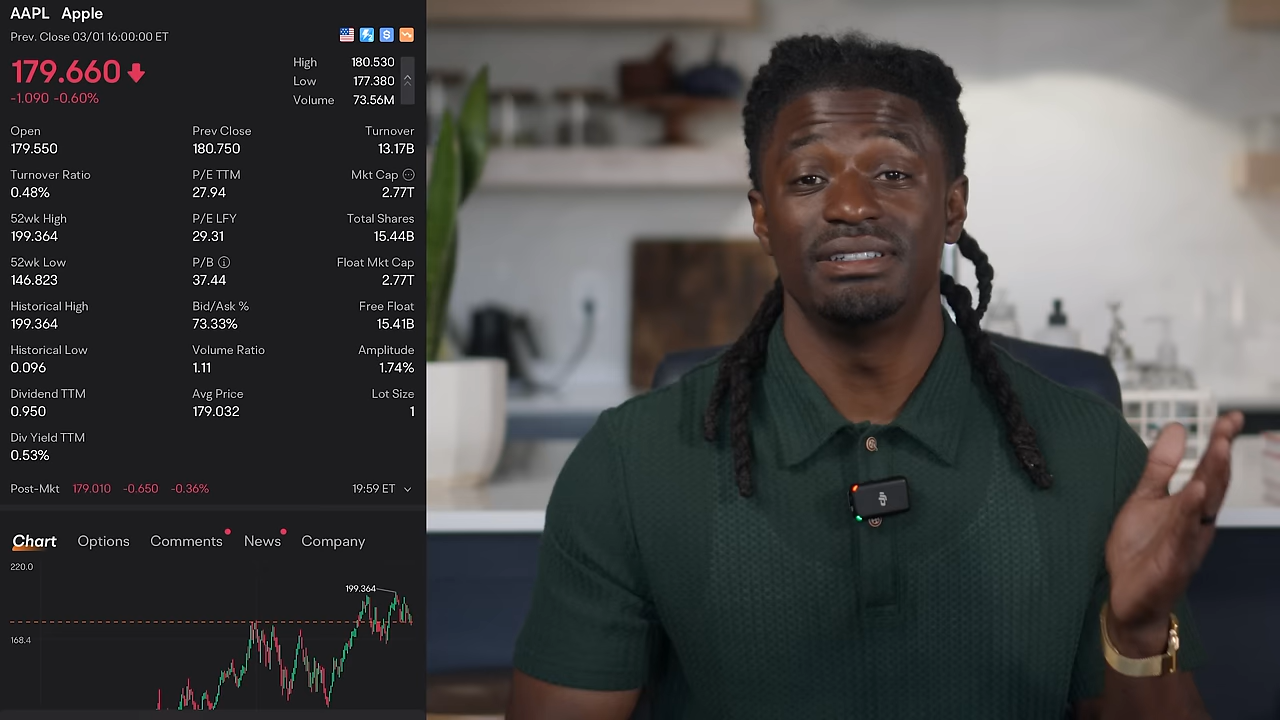 AAPL Apple
Prev. Close 03/01 16:00:00 ET
179.660
-1.090 -0.60%
High 180.530
Low 177.380
Volume 73.56M
Open Prev Close Turnover
179.550 180.750 13.17B
Turnover Ratio P/E TTM Mkt Cap
0.48% 27.94 2.77T
52wk High P/E LFY Total Shares
199.364 29.31 15.44B
52wk Low P/B Float Mkt Cap
146.823 37.44 2.77T
Historical High Bid/Ask % Free Float
199.364 73.33% 15.41B
Historical Low Volume Ratio Amplitude
0.096 1.11 1.74%
Dividend TTM Avg Price Lot Size
0.950 179.032 1
Div Yield TTM
0.53%
Post-Mkt 179.010 -0.650 -0.36% 19:59 ET
Chart Options Comments News Company
220.0
199.364
168.4